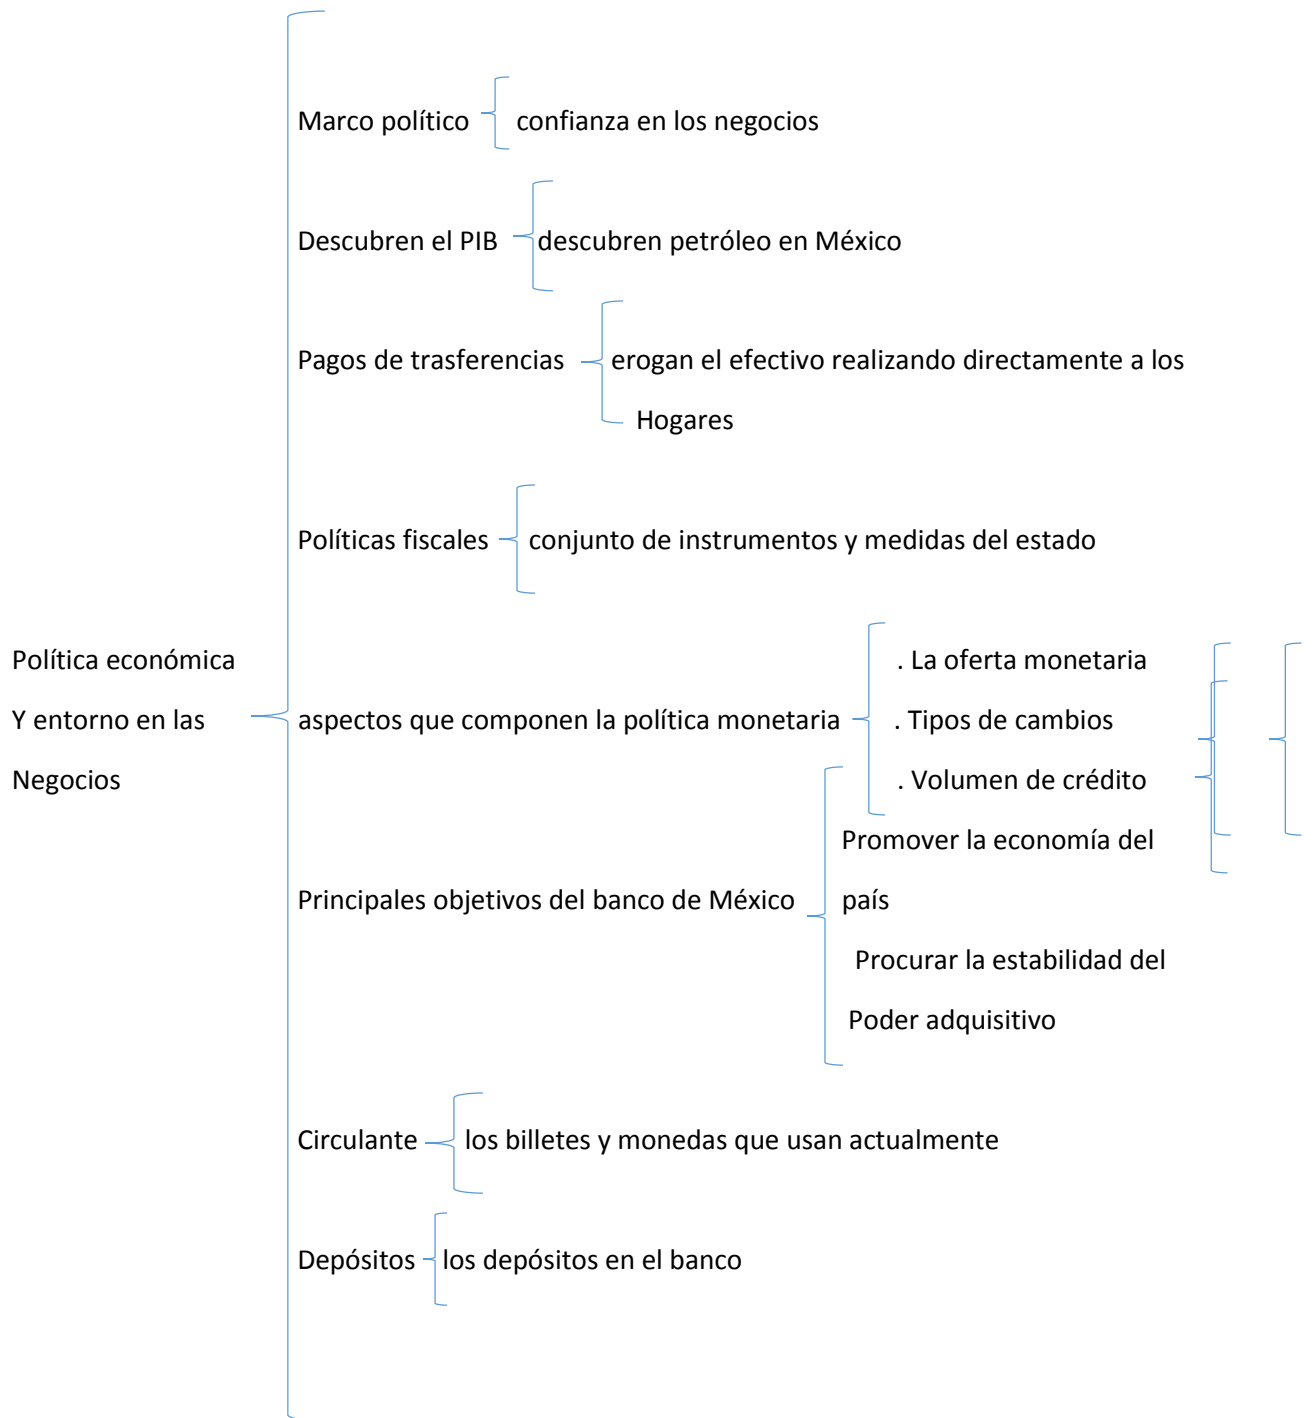 Marco político confianza en los negocios
Descubren el PIB descubren petróleo en México
Pagos de trasferencias erogan el efectivo realizando directamente a los
Hogares
Políticas fiscales conjunto de instrumentos y medidas del estado
Política económica . La oferta monetaria
Y entorno en las aspectos que componen la política monetaria . Tipos de cambios
Negocios . Volumen de crédito
Promover la economía del
Principales objetivos del banco de México país
Procurar la estabilidad del
Poder adquisitivo
Circulante los billetes y monedas que usan actualmente
Depósitos los depósitos en el banco